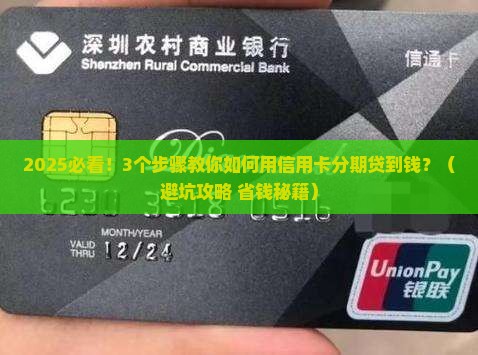 深圳农村商业银行
Shenzhen Rural Commercial Bank
信通卡
2025必看！3个步骤教你如何用信用卡分期贷到钱？（
避坑攻略 省钱秘籍）
MONTH/YEAR
VALID
THRU 12/24
UnionPay
银联